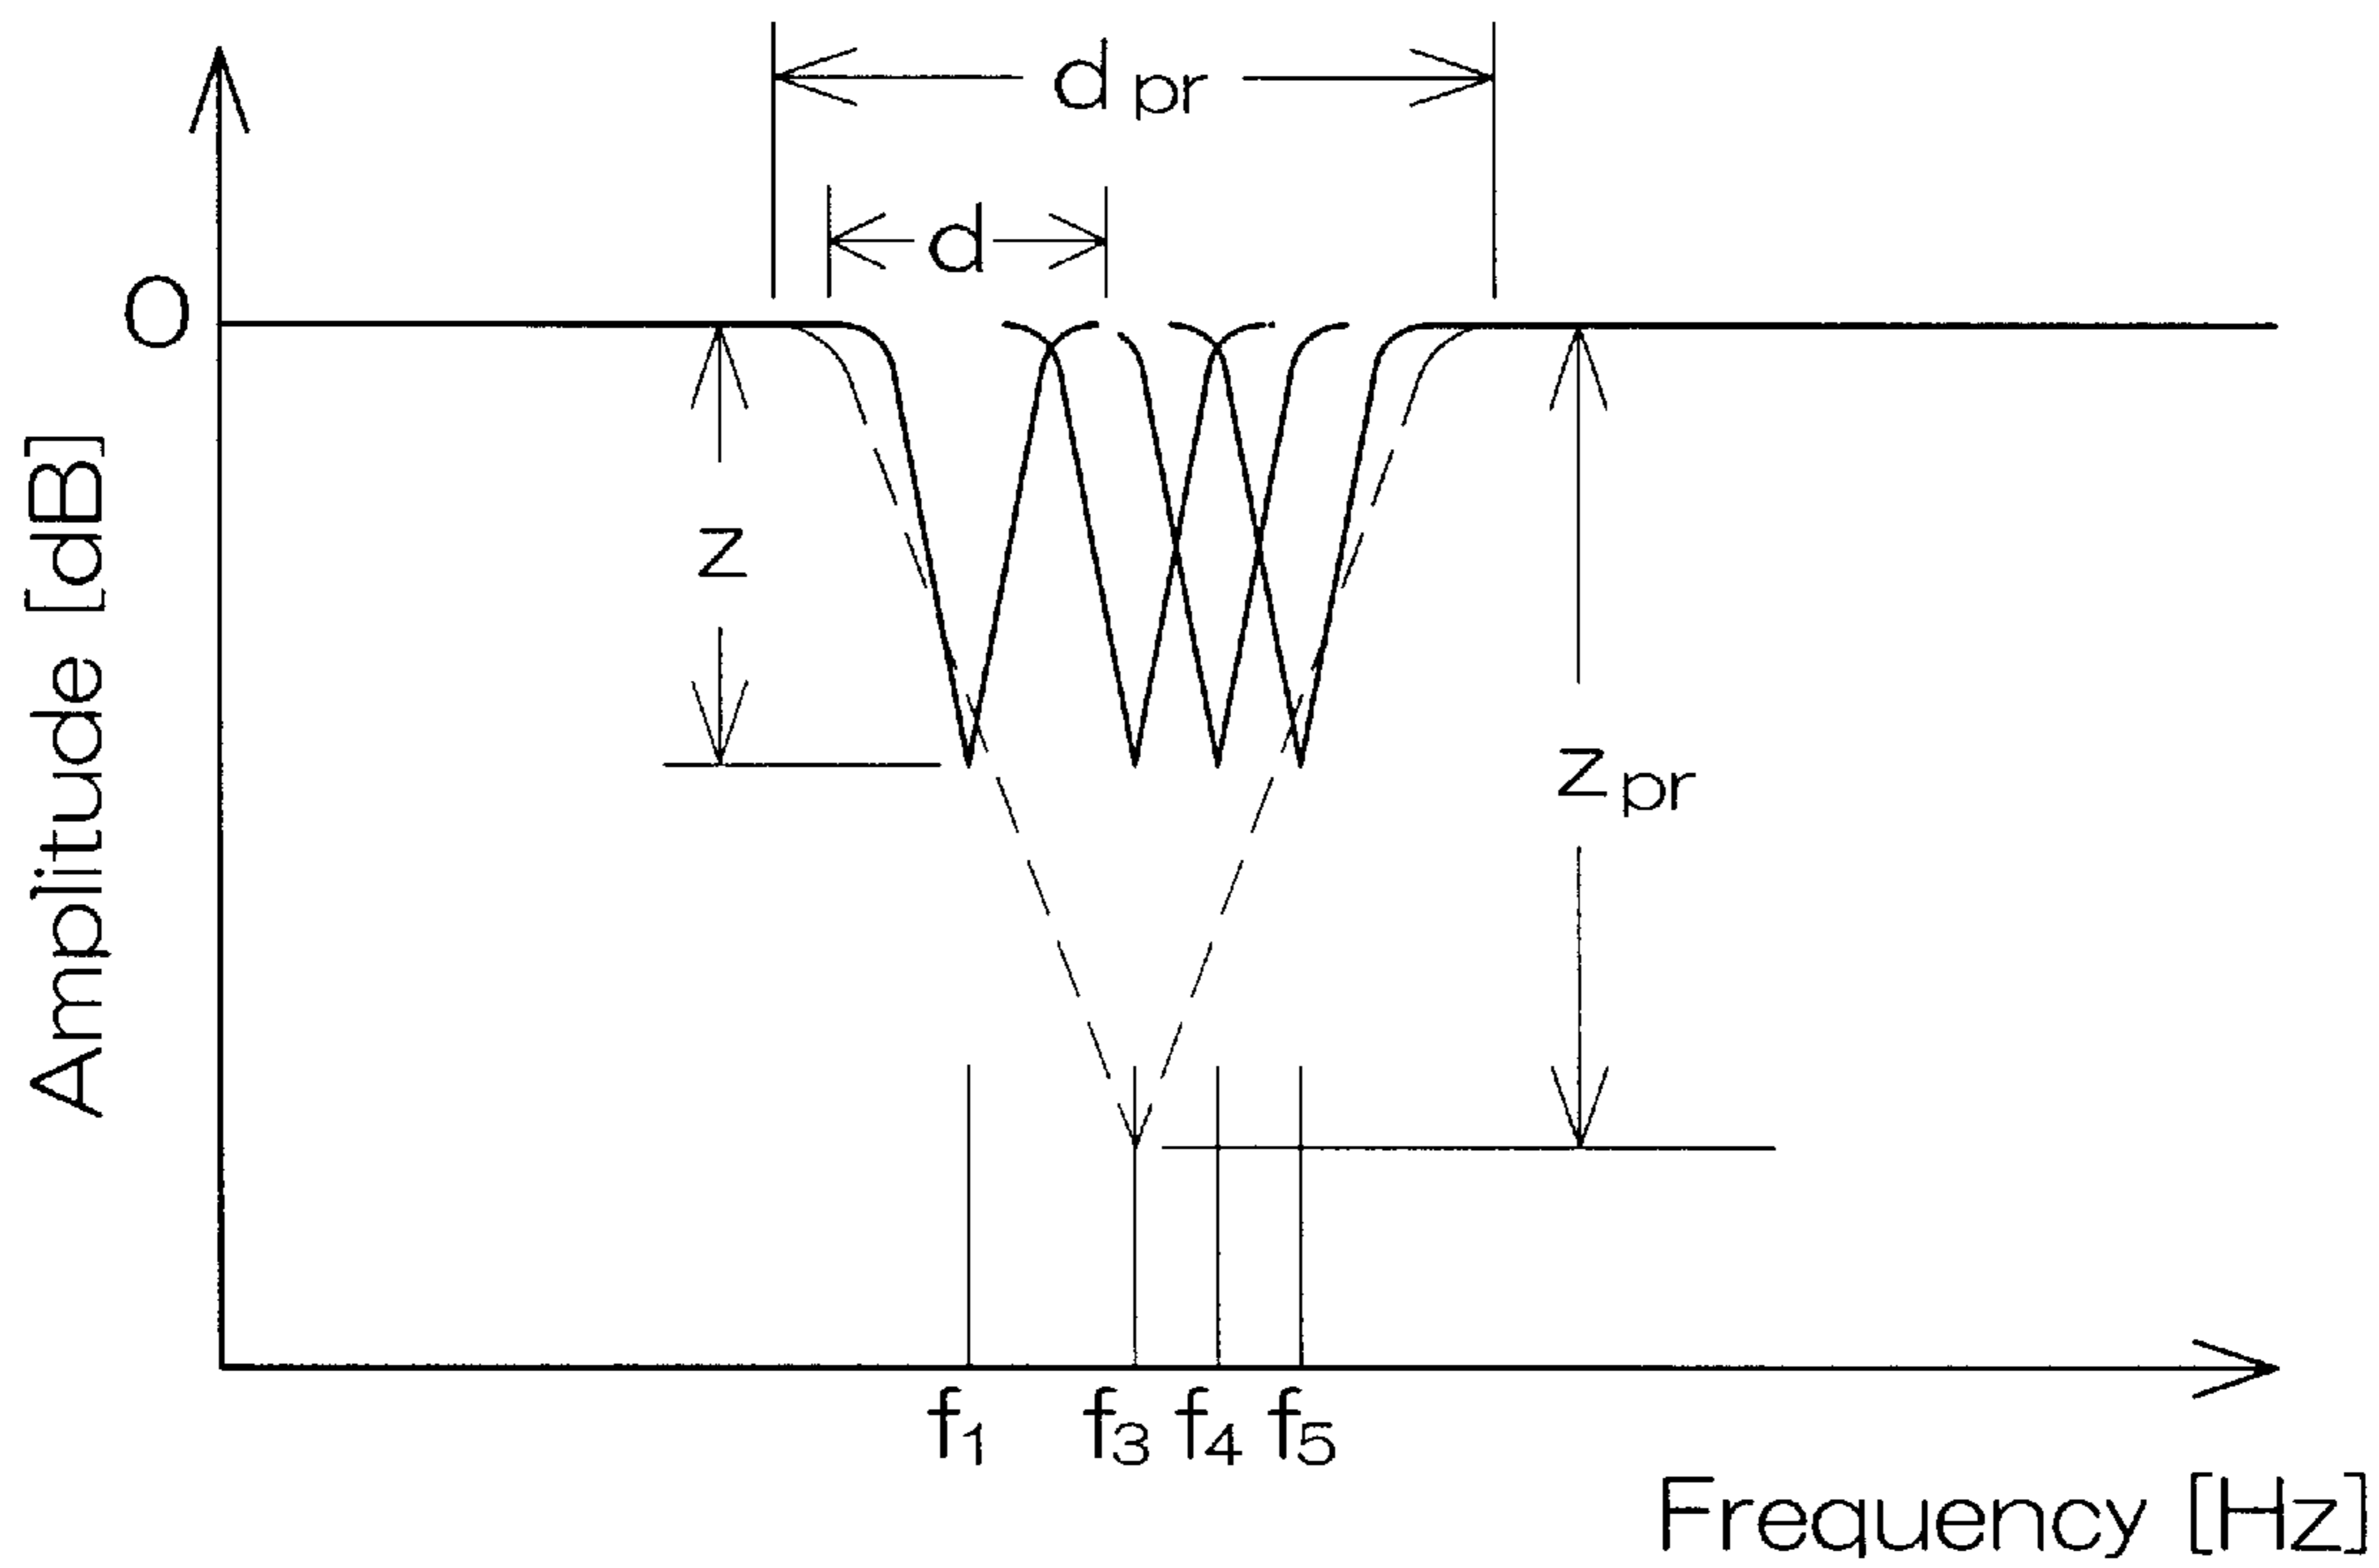 d pr
d
O
Amplitude [dB]
z
z pr
f1 f3 f4 f5
Frequency [Hz]